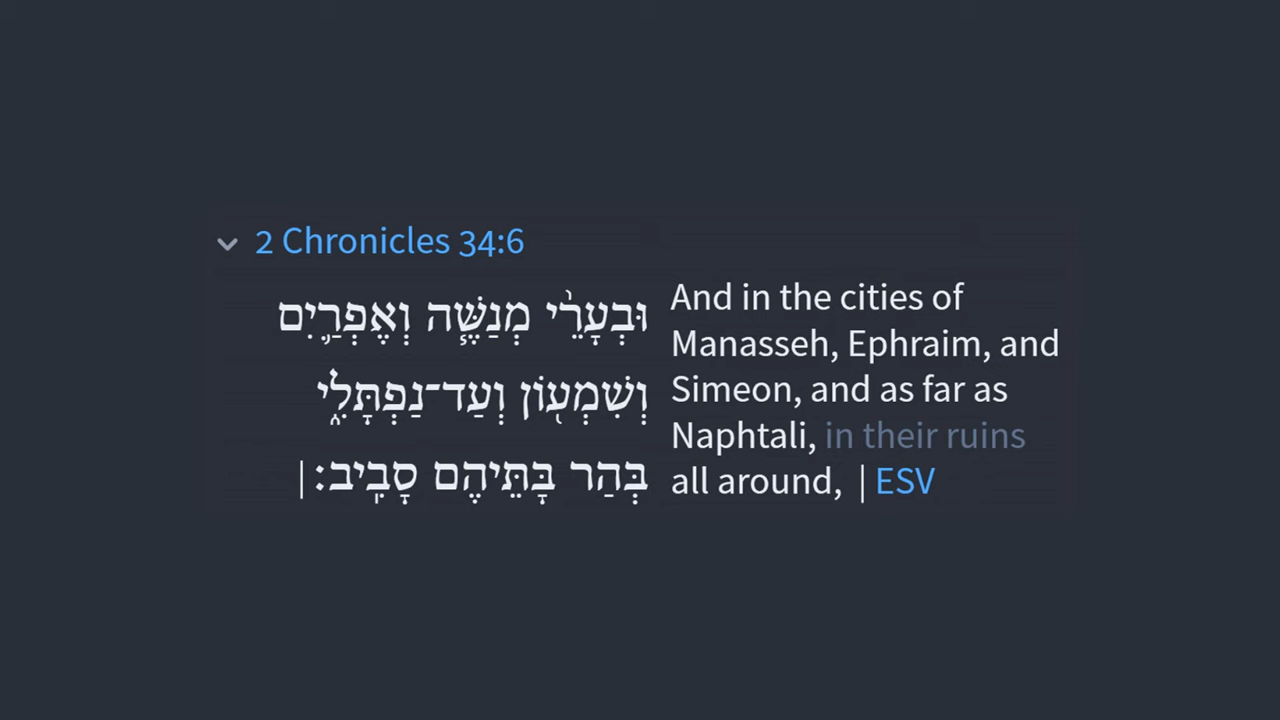 2 Chronicles 34:6
וּבְעָרֵ֨י מְנַשֶּׁ֧ה וְאֶפְרַ֛יִם
וְשִׁמְע֖וֹן וְעַד־נַפְתָּלִ֑י
בְּהַר בָּתֵּיהֶם סָבִֽיב׃ |
And in the cities of
Manasseh, Ephraim, and
Simeon, and as far as
Naphtali, in their ruins
all around, | ESV